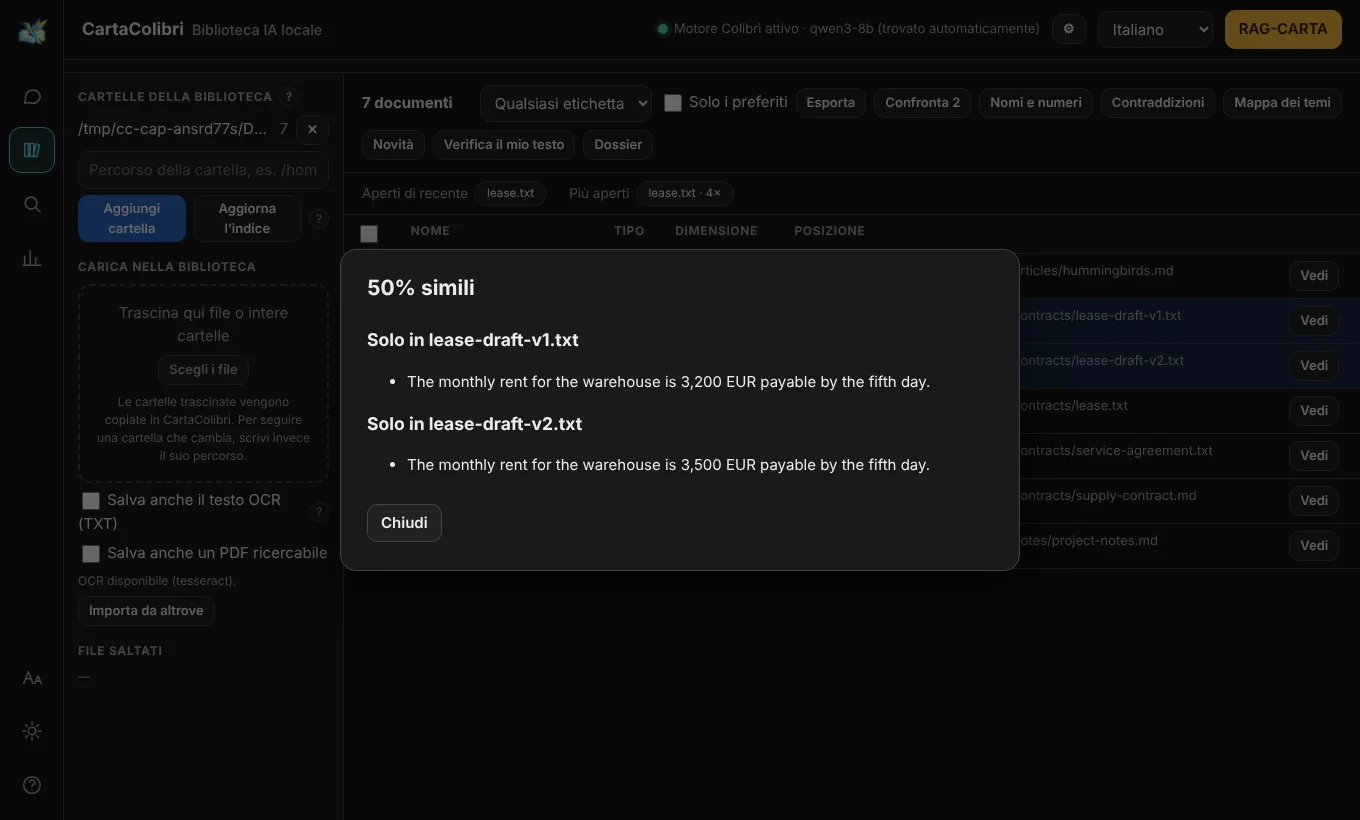 CartaColibri Biblioteca IA locale
Motore Colibrì attivo · qwen3-8b (trovato automaticamente)
⚙
Italiano
RAG-CARTA
CARTELLE DELLA BIBLIOTECA ?
/tmp/cc-cap-ansrd77s/D... 7 ✕
Percorso della cartella, es. /hom
Aggiungi
cartella
Aggiorna
l'indice
?
CARICA NELLA BIBLIOTECA
Trascina qui file o intere
cartelle
Scegli i file
Le cartelle trascinate vengono
copiate in CartaColibri. Per seguire
una cartella che cambia, scrivi invece
il suo percorso.
Salva anche il testo OCR
(TXT)
?
Salva anche un PDF ricercabile
OCR disponibile (tesseract).
Importa da altrove
FILE SALTATI
—
AA
7 documenti
Qualsiasi etichetta
Solo i preferiti
Esporta
Confronta 2
Nomi e numeri
Contraddizioni
Mappa dei temi
Novità
Verifica il mio testo
Dossier
Aperti di recente lease.txt Più aperti lease.txt · 4×
NOME TIPO DIMENSIONE POSIZIONE
rticles/hummingbirds.md Vedi
ontracts/lease-draft-v1.txt Vedi
ontracts/lease-draft-v2.txt Vedi
ontracts/lease.txt Vedi
ontracts/service-agreement.txt Vedi
ontracts/supply-contract.md Vedi
otes/project-notes.md Vedi
50% simili
Solo in lease-draft-v1.txt
• The monthly rent for the warehouse is 3,200 EUR payable by the fifth day.
Solo in lease-draft-v2.txt
• The monthly rent for the warehouse is 3,500 EUR payable by the fifth day.
Chiudi